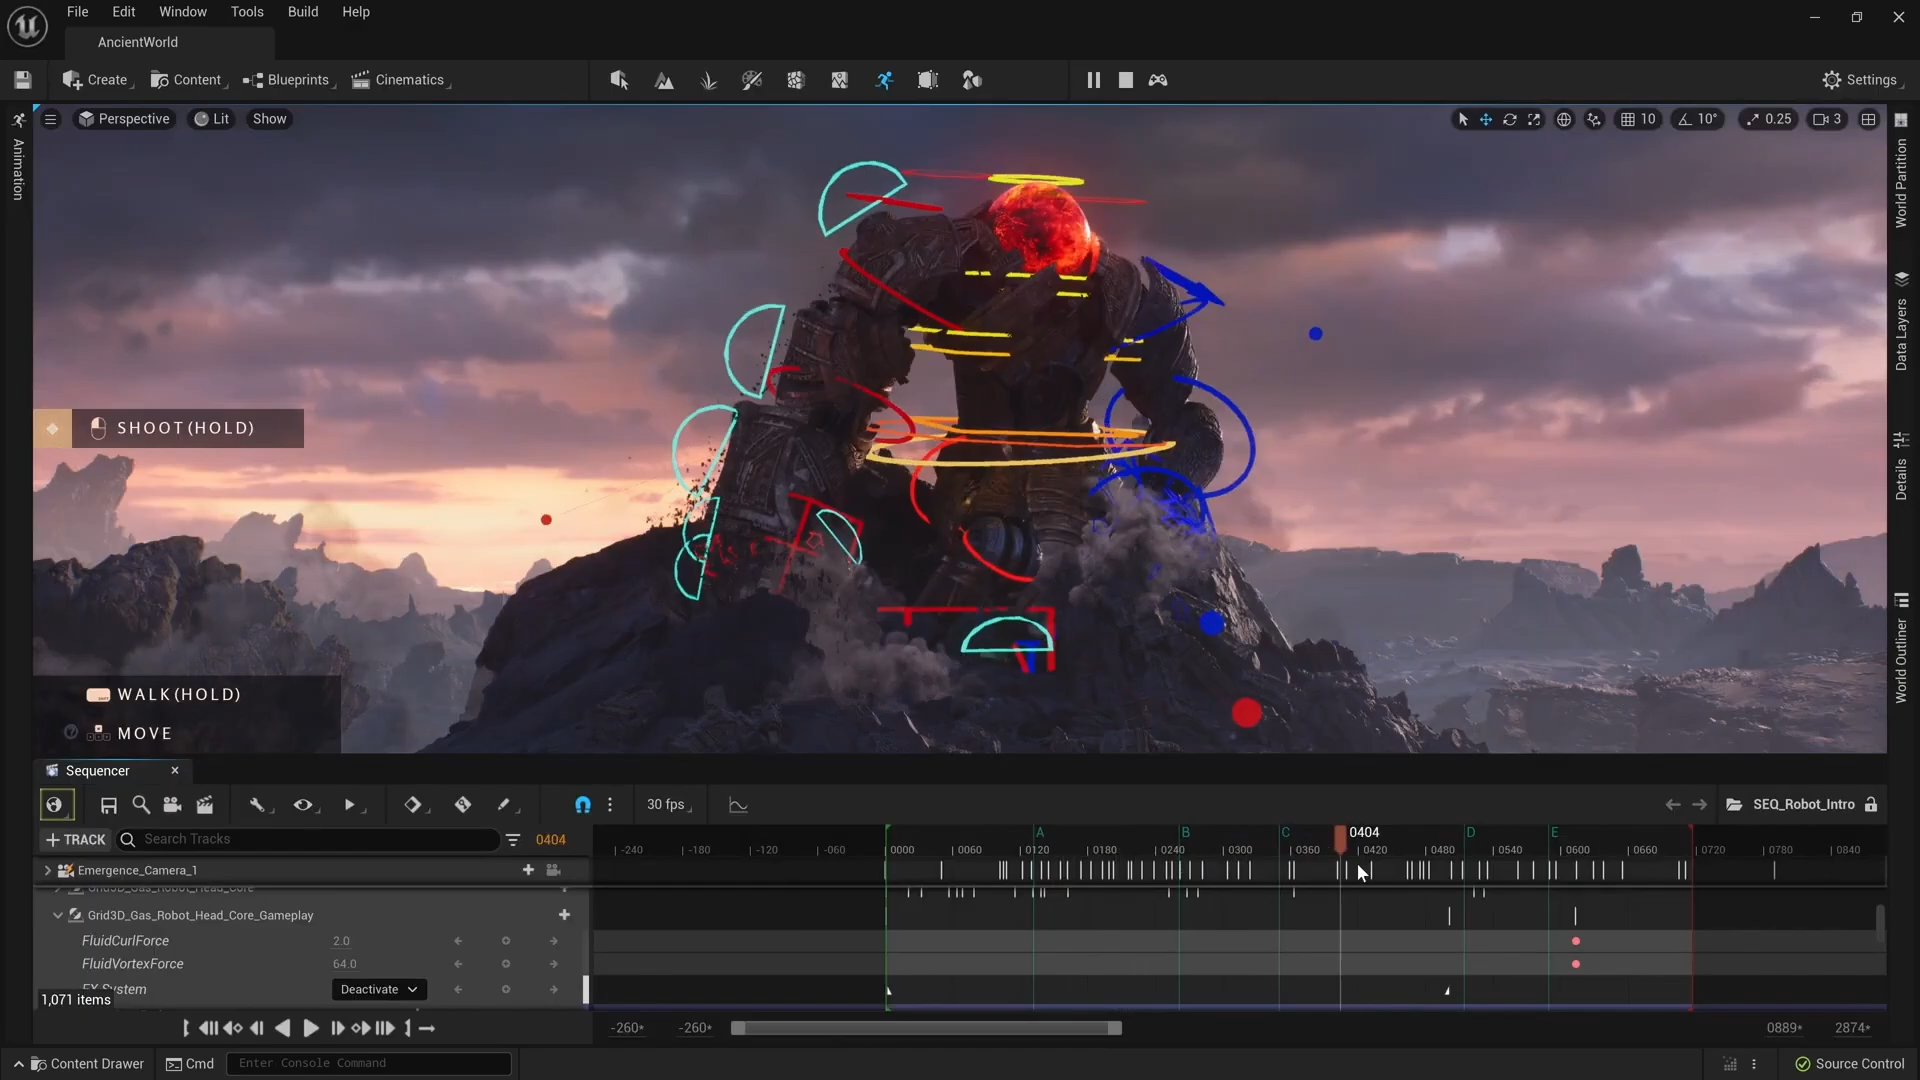 File Edit Window Tools Build Help
AncientWorld
Create Content Blueprints Cinematics Settings
Perspective Lit Show 10 10° 0.25 3
Animation
World Partition
Data Layers
Details
World Outliner
SHOOT(HOLD)
WALK(HOLD)
MOVE
Sequencer
30 fps SEQ_Robot_Intro
+ TRACK Search Tracks 0404
A B C 0404 D E
-240 -180 -120 -060 0000 0060 0120 0180 0240 0300 0360 0420 0480 0540 0600 0660 0720 0780 0840
Emergence_Camera_1
Grid3D_Gas_Robot_Head_Core
Grid3D_Gas_Robot_Head_Core_Gameplay
FluidCurlForce 2.0
FluidVortexForce 64.0
FX System Deactivate
1,071 items
-260* -260* 0889* 2874*
Content Drawer Cmd Enter Console Command Source Control